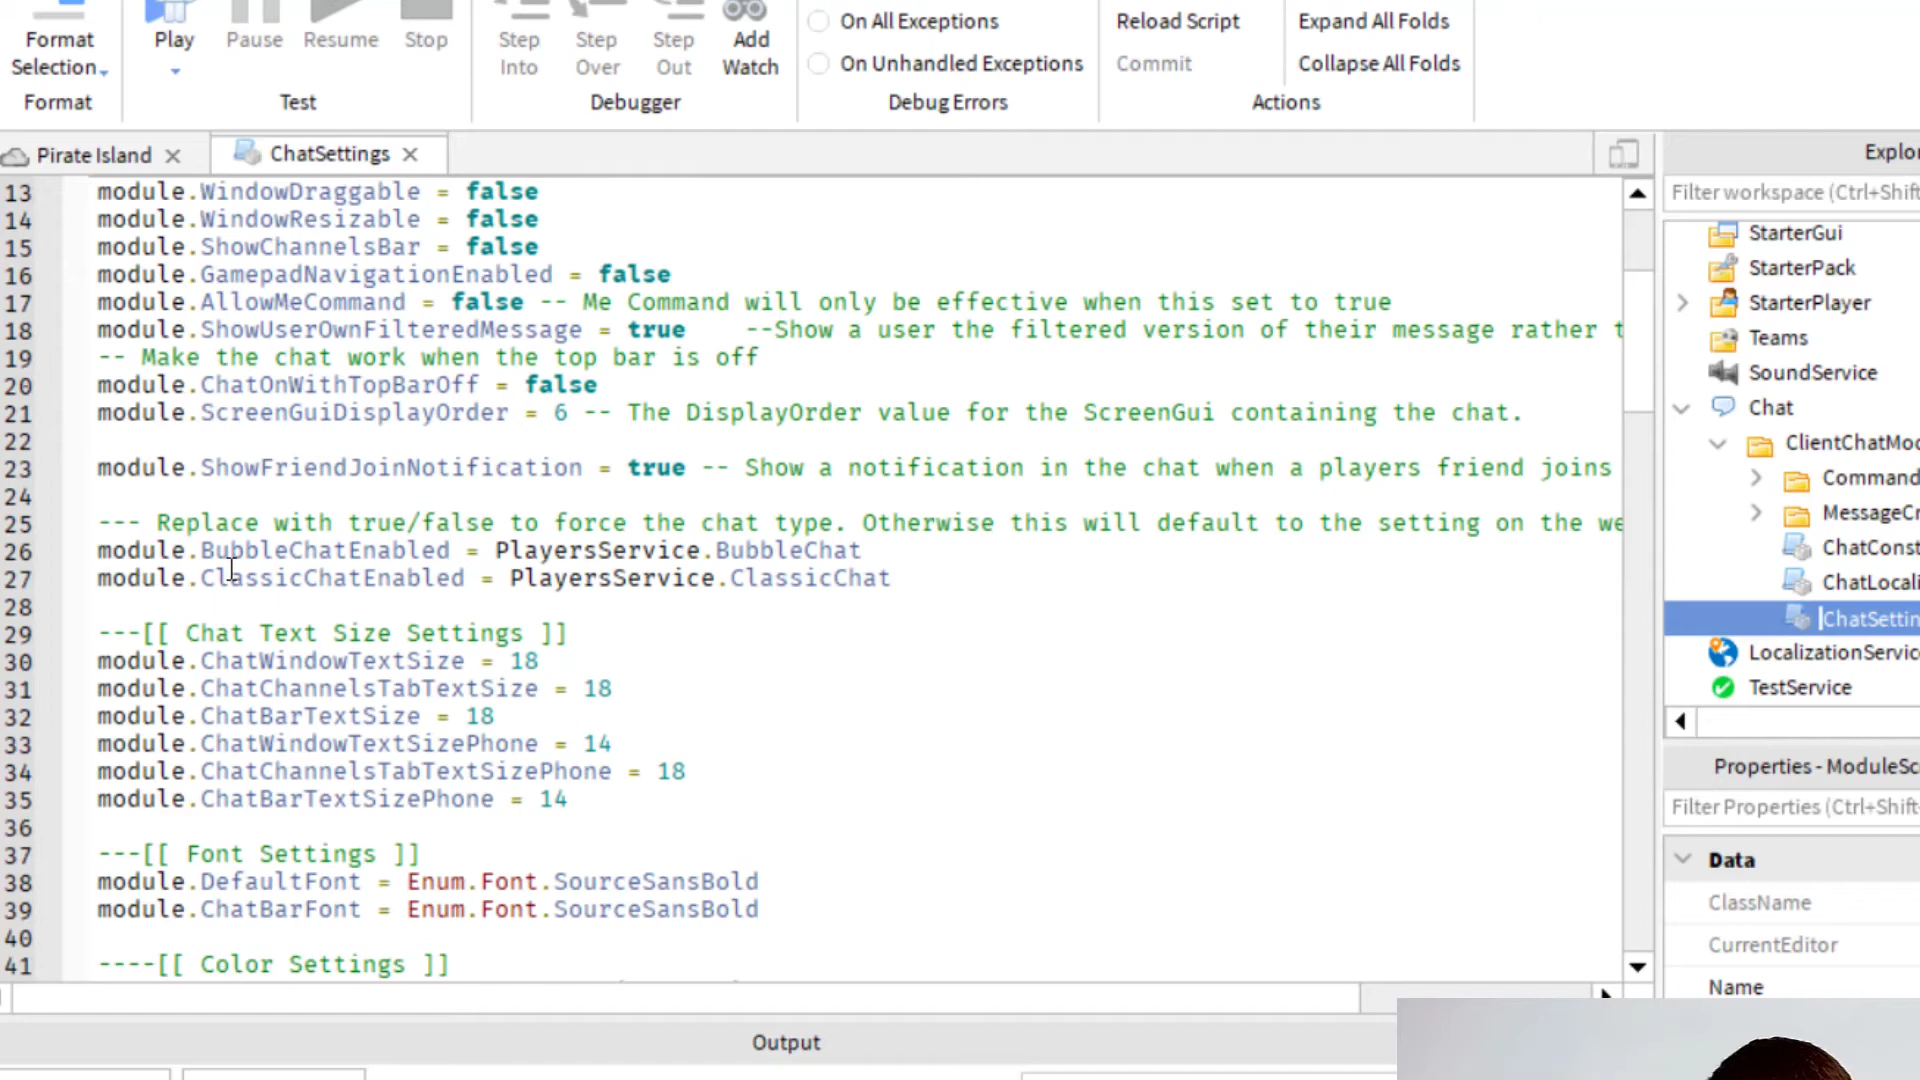 Format
Selection
Format
Play
Pause
Resume
Stop
Test
Step
Into
Step
Over
Step
Out
Add
Watch
Debugger
On All Exceptions
On Unhandled Exceptions
Debug Errors
Reload Script
Commit
Expand All Folds
Collapse All Folds
Actions
Pirate Island
ChatSettings
13 module.WindowDraggable = false
14 module.WindowResizable = false
15 module.ShowChannelsBar = false
16 module.GamepadNavigationEnabled = false
17 module.AllowMeCommand = false -- Me Command will only be effective when this set to true
18 module.ShowUserOwnFilteredMessage = true    --Show a user the filtered version of their message rather t
19 -- Make the chat work when the top bar is off
20 module.ChatOnWithTopBarOff = false
21 module.ScreenGuiDisplayOrder = 6 -- The DisplayOrder value for the ScreenGui containing the chat.
22
23 module.ShowFriendJoinNotification = true -- Show a notification in the chat when a players friend joins
24
25 --- Replace with true/false to force the chat type. Otherwise this will default to the setting on the we
26 module.BubbleChatEnabled = PlayersService.BubbleChat
27 module.ClassicChatEnabled = PlayersService.ClassicChat
28
29 ---[[ Chat Text Size Settings ]]
30 module.ChatWindowTextSize = 18
31 module.ChatChannelsTabTextSize = 18
32 module.ChatBarTextSize = 18
33 module.ChatWindowTextSizePhone = 14
34 module.ChatChannelsTabTextSizePhone = 18
35 module.ChatBarTextSizePhone = 14
36
37 ---[[ Font Settings ]]
38 module.DefaultFont = Enum.Font.SourceSansBold
39 module.ChatBarFont = Enum.Font.SourceSansBold
40
41 ----[[ Color Settings ]]
Output
Explor
Filter workspace (Ctrl+Shift
StarterGui
StarterPack
StarterPlayer
Teams
SoundService
Chat
ClientChatMod
Command
MessageCr
ChatConst
ChatLocali
ChatSettin
LocalizationService
TestService
Properties - ModuleSc
Filter Properties (Ctrl+Shift
Data
ClassName
CurrentEditor
Name